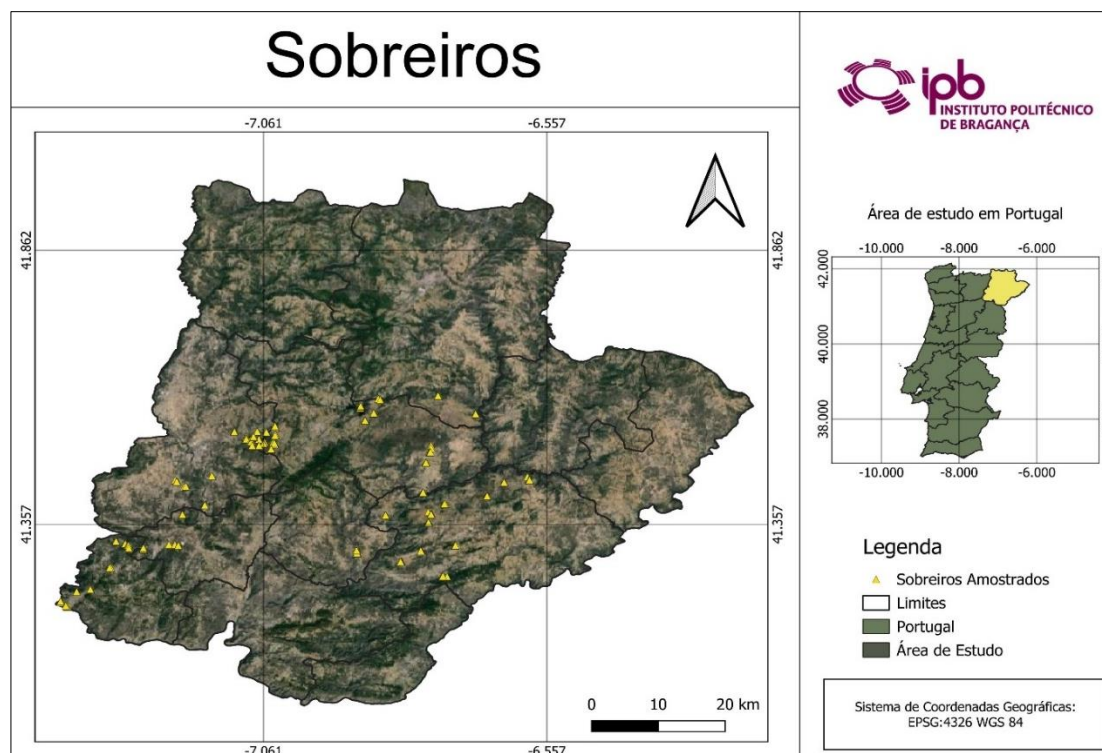 Sobreiros
-7.061
-6.557
41.862
41.862
41.357
41.357
0 10 20 km
-7.061
-6.557
ipb
INSTITUTO POLITÉCNICO
DE BRAGANÇA
Área de estudo em Portugal
-10.000 -8.000 -6.000
42.000
40.000
38.000
-10.000 -8.000 -6.000
Legenda
Sobreiros Amostrados
Limites
Portugal
Área de Estudo
Sistema de Coordenadas Geográficas:
EPSG:4326 WGS 84